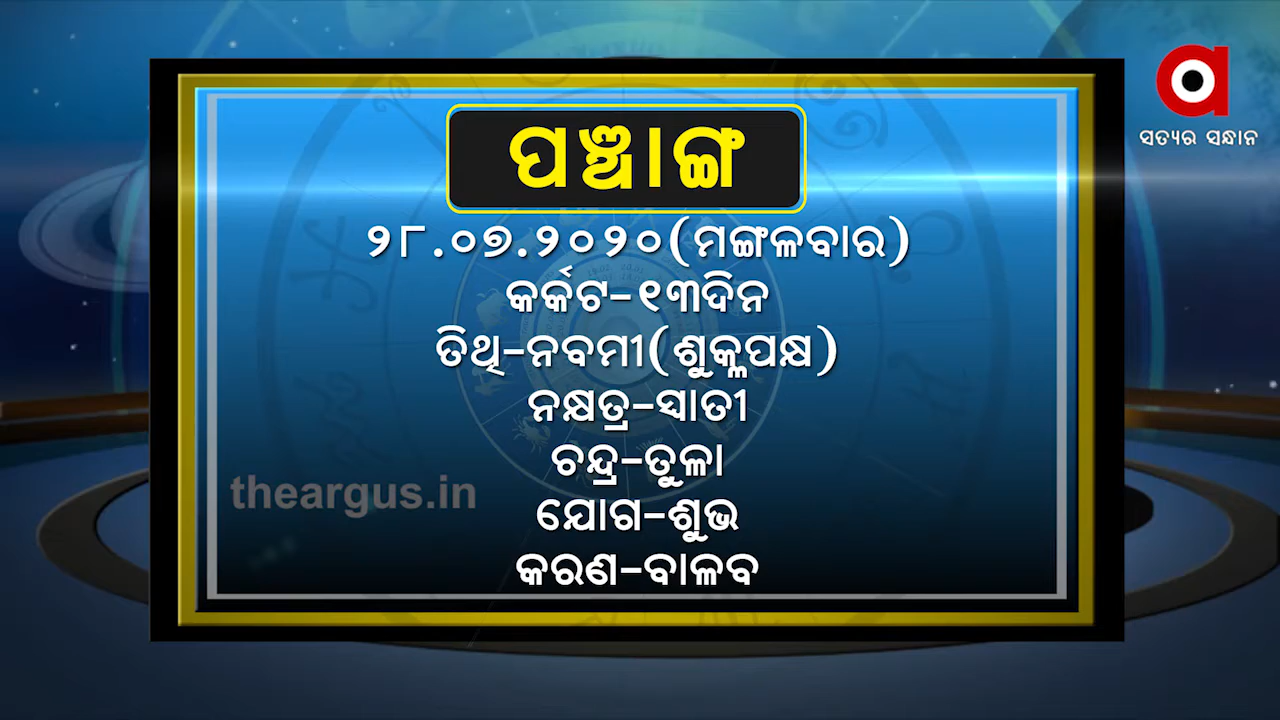 ପଞ୍ଚାଙ୍ଗ
ସତ୍ୟର ସନ୍ଧାନ
୨୮.୦୭.୨୦୨୦(ମଙ୍ଗଳବାର)
କର୍କଟ-୧୩ଦିନ
ତିଥି-ନବମୀ(ଶୁକ୍ଳପକ୍ଷ)
ନକ୍ଷତ୍ର-ସ୍ୱାତୀ
ଚନ୍ଦ୍ର-ତୁଳା
ଯୋଗ-ଶୁଭ
କରଣ-ବାଳବ
theargus.in